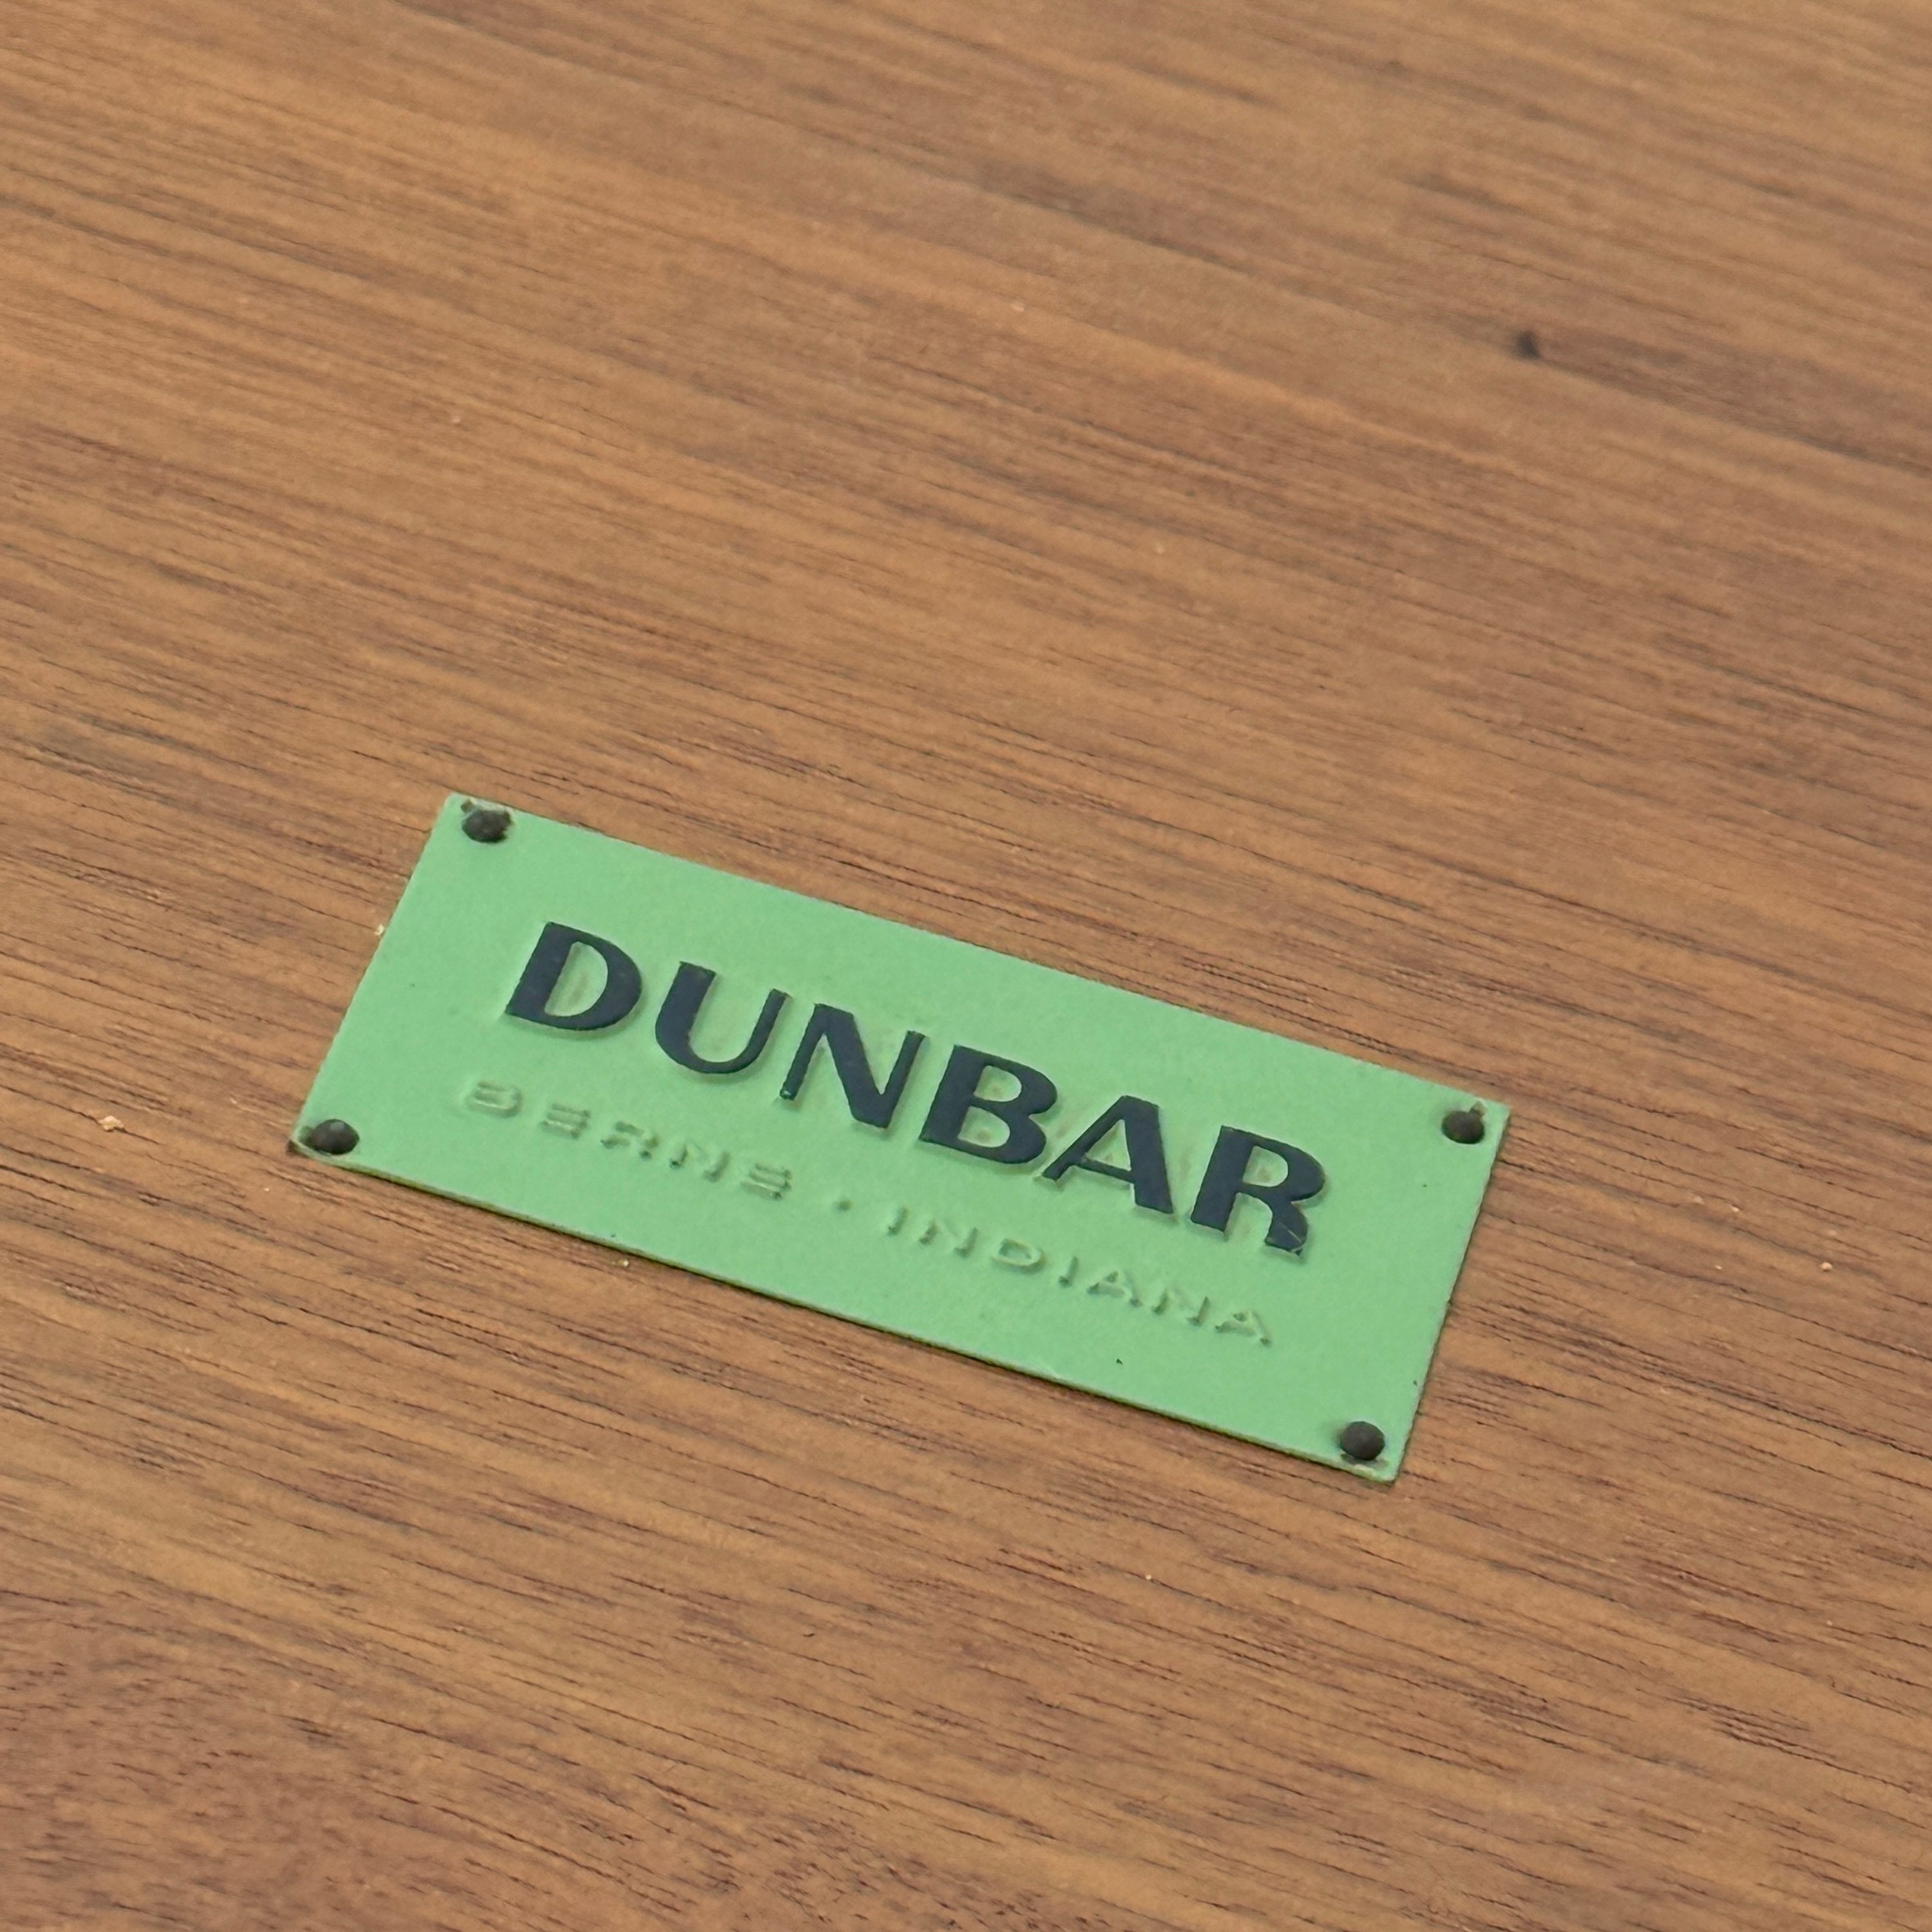 DUNBAR
BERNE · INDIANA